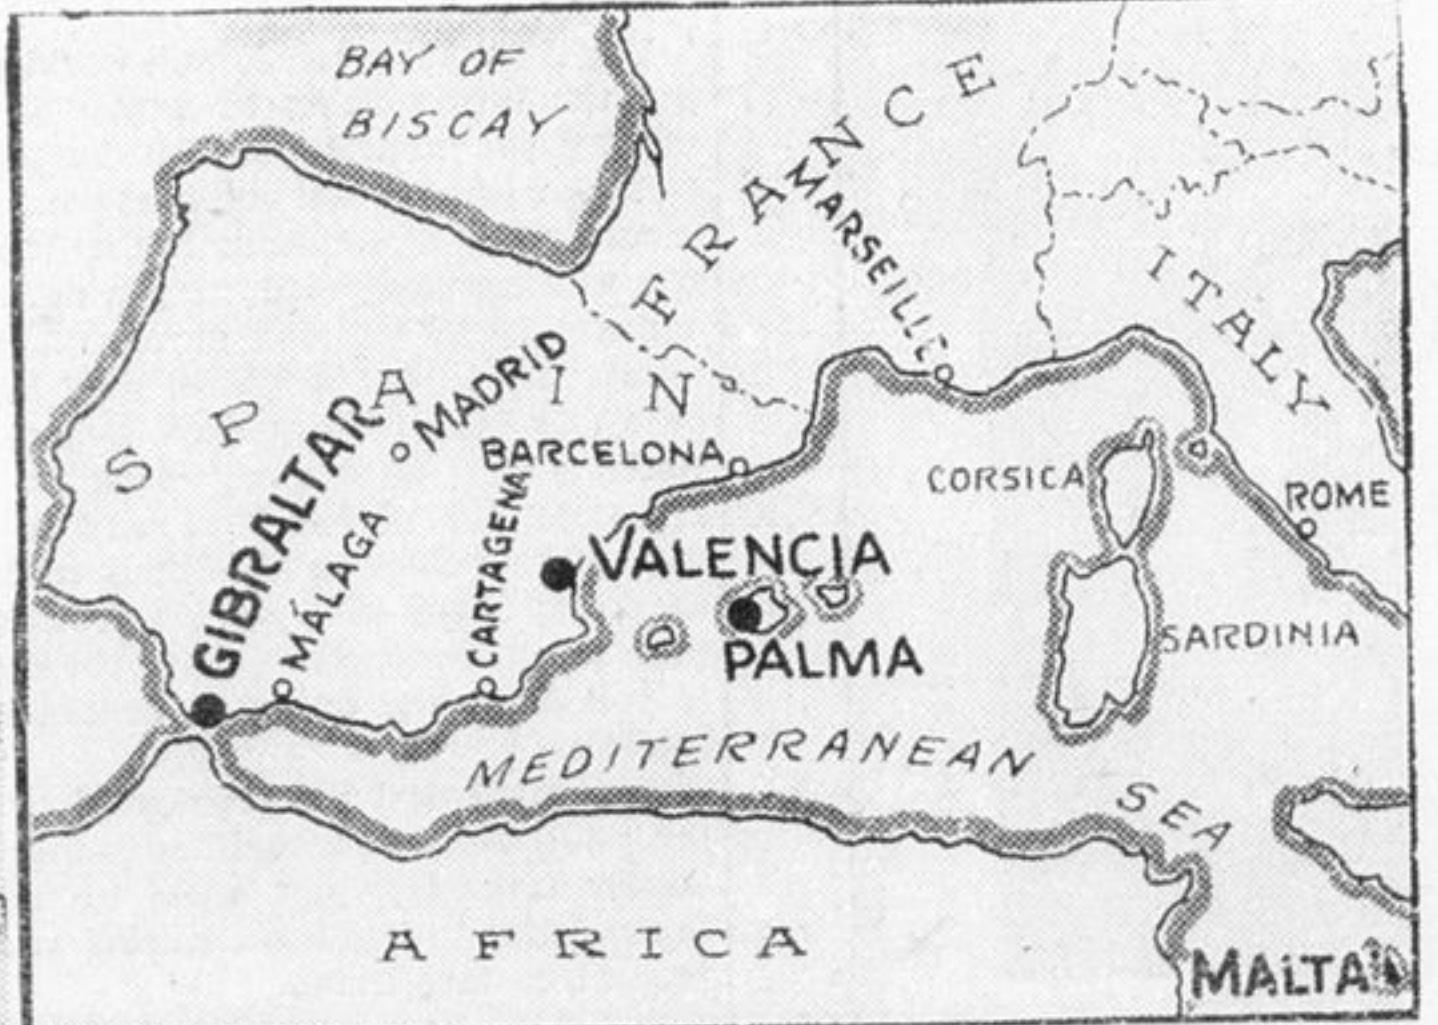 BAY OF
BISCAY
FRANCE
MARSEILLE
ITALY
SPAIN
MADRID
GIBRALTAR
MÁLAGA
CARTAGENA
BARCELONA
CORSICA
ROME
VALENCIA
PALMA
SARDINIA
MEDITERRANEAN SEA
AFRICA
MALTA